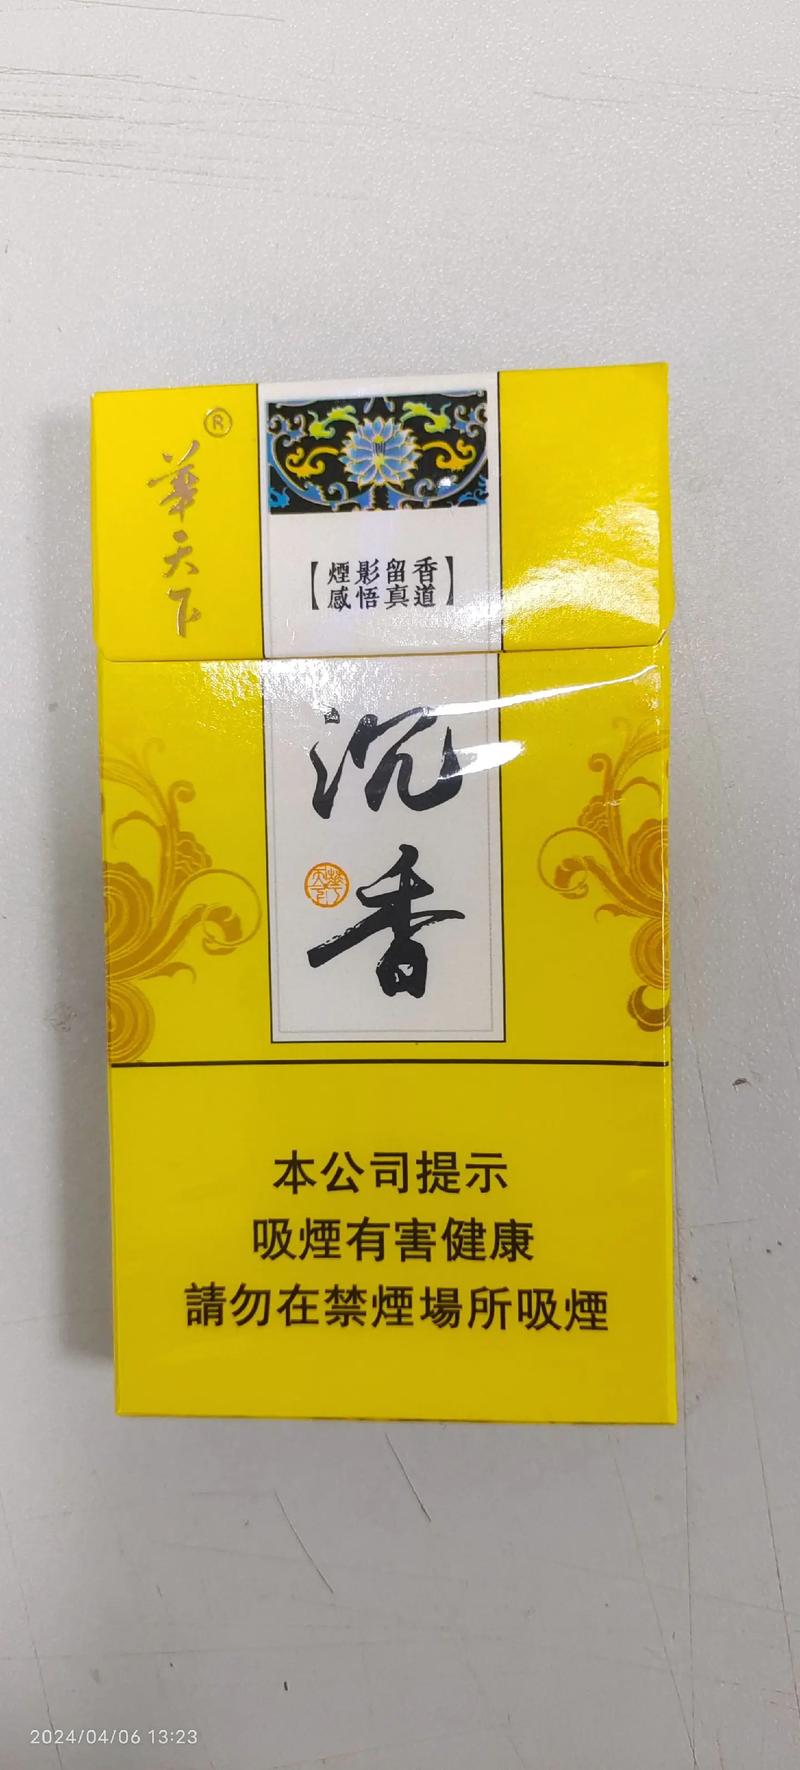 華天下®
【煙影留香
感悟真道】
沉香
本公司提示
吸煙有害健康
請勿在禁煙場所吸煙
2024/04/06 13:23